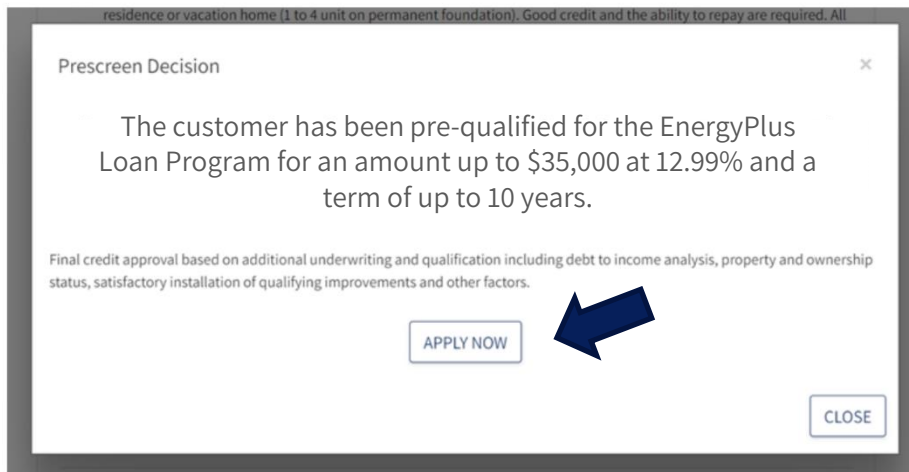 residence or vacation home (1 to 4 unit on permanent foundation). Good credit and the ability to repay are required. All
Prescreen Decision
×
The customer has been pre-qualified for the EnergyPlus
Loan Program for an amount up to $35,000 at 12.99% and a
term of up to 10 years.
Final credit approval based on additional underwriting and qualification including debt to income analysis, property and ownership
status, satisfactory installation of qualifying improvements and other factors.
APPLY NOW
CLOSE